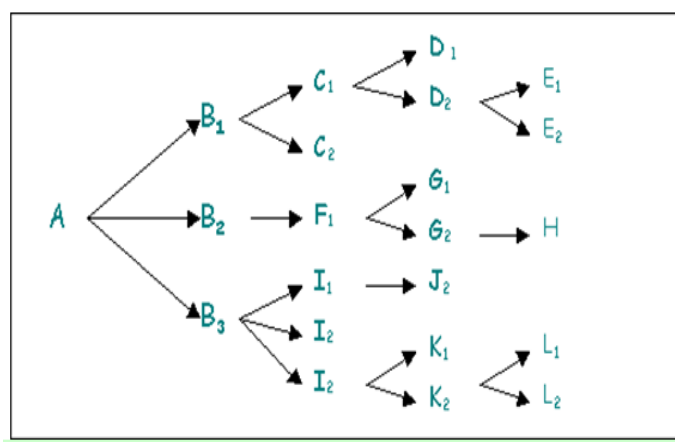 D₁
C₁
E₁
D₂
B₁
E₂
C₂
G₁
A
B₂
F₁
G₂
H
I₁
J₂
B₃
I₂
K₁
L₁
I₂
K₂
L₂